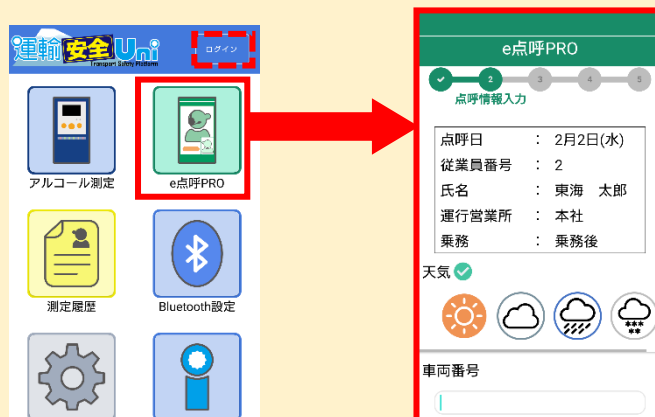 運輸安全Uni
Transport Safety Platform
ログイン
アルコール測定
e点呼PRO
測定履歴
Bluetooth設定
e点呼PRO
2
3
4
5
点呼情報入力
点呼日 : 2月2日(水)
従業員番号 : 2
氏名 : 東海 太郎
運行営業所 : 本社
乗務 : 乗務後
天気
車両番号